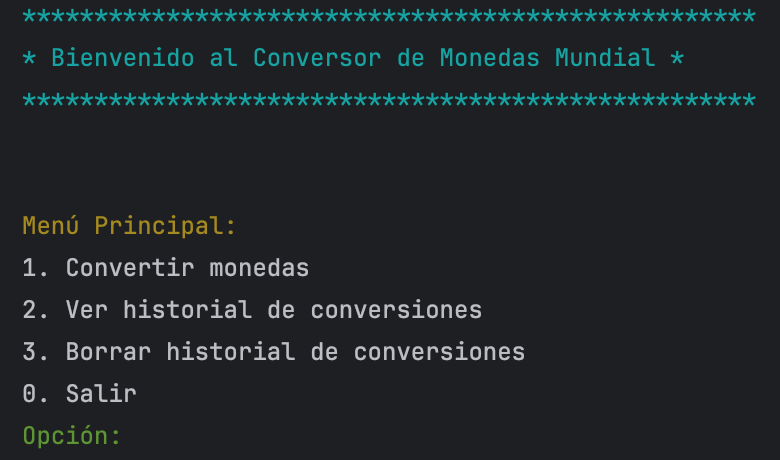 ***************************************************
* Bienvenido al Conversor de Monedas Mundial *
***************************************************
Menú Principal:
1. Convertir monedas
2. Ver historial de conversiones
3. Borrar historial de conversiones
0. Salir
Opción: